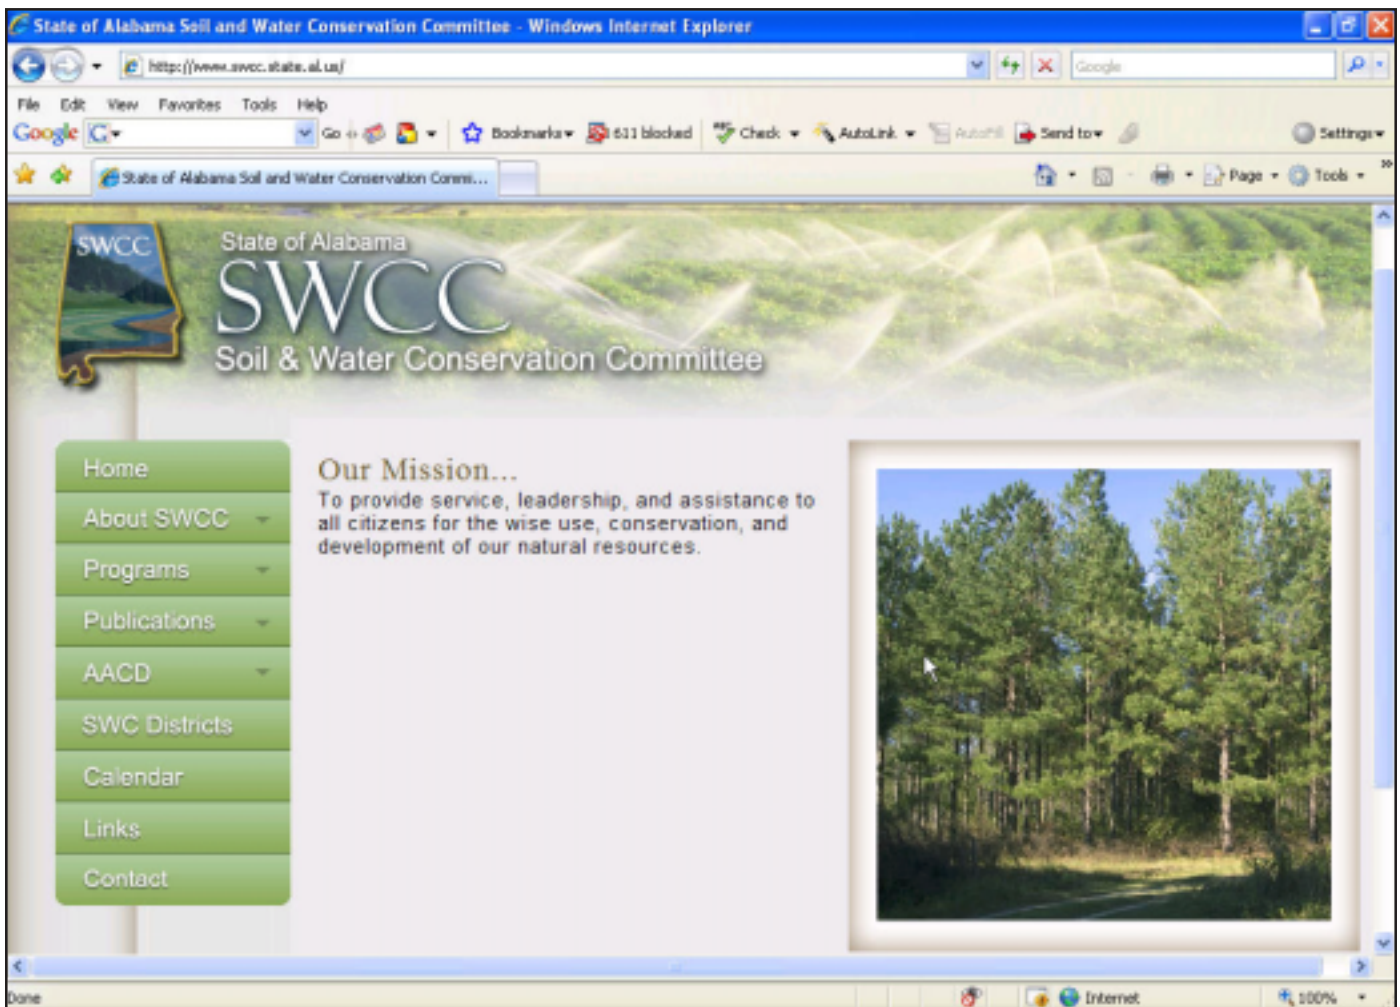 State of Alabama Soil and Water Conservation Committee - Windows Internet Explorer
http://www.swcc.state.al.us/
Google
File Edit View Favorites Tools Help
Google G Go Bookmarks 611 blocked Check AutoLink AutoFill Send to Settings
State of Alabama Soil and Water Conservation Commi...
Page Tools
SWCC
State of Alabama
SWCC
Soil & Water Conservation Committee
Home
About SWCC
Programs
Publications
AACD
SWC Districts
Calendar
Links
Contact
Our Mission...
To provide service, leadership, and assistance to
all citizens for the wise use, conservation, and
development of our natural resources.
Done Internet 100%